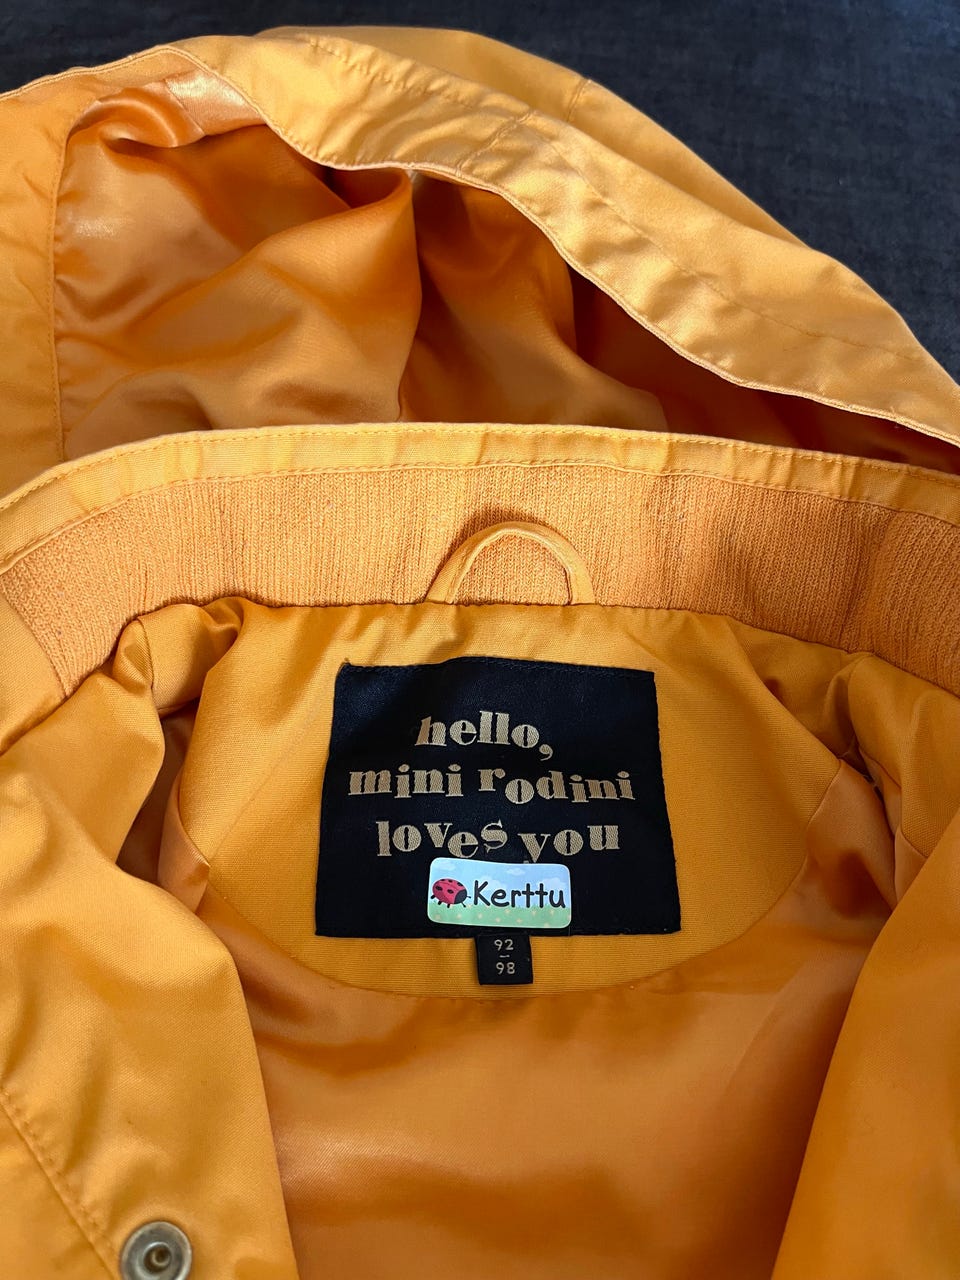 hello,
mini rodini
loves you
Kerttu
92
–
98